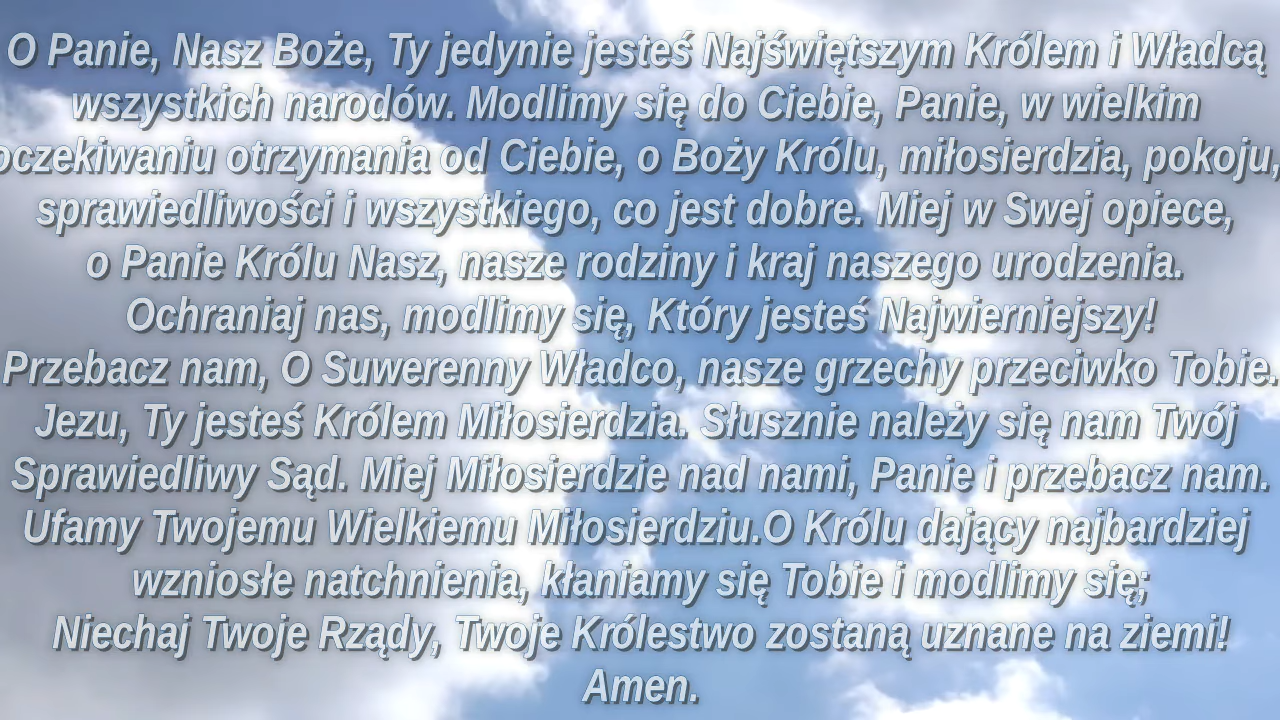 O Panie, Nasz Boże, Ty jedynie jesteś Najświętszym Królem i Władcą
wszystkich narodów. Modlimy się do Ciebie, Panie, w wielkim
oczekiwaniu otrzymania od Ciebie, o Boży Królu, miłosierdzia, pokoju,
sprawiedliwości i wszystkiego, co jest dobre. Miej w Swej opiece,
o Panie Królu Nasz, nasze rodziny i kraj naszego urodzenia.
Ochraniaj nas, modlimy się, Który jesteś Najwierniejszy!
Przebacz nam, O Suwerenny Władco, nasze grzechy przeciwko Tobie.
Jezu, Ty jesteś Królem Miłosierdzia. Słusznie należy się nam Twój
Sprawiedliwy Sąd. Miej Miłosierdzie nad nami, Panie i przebacz nam.
Ufamy Twojemu Wielkiemu Miłosierdziu.O Królu dający najbardziej
wzniosłe natchnienia, kłaniamy się Tobie i modlimy się;
Niechaj Twoje Rządy, Twoje Królestwo zostaną uznane na ziemi!
Amen.